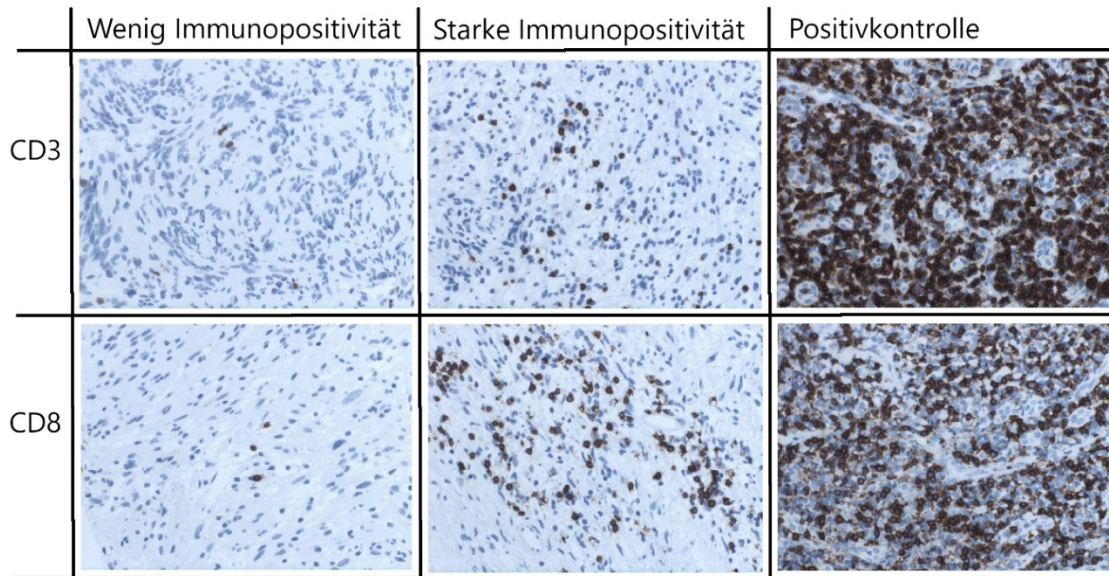 Wenig Immunopositivität
Starke Immunopositivität
Positivkontrolle
CD3
CD8